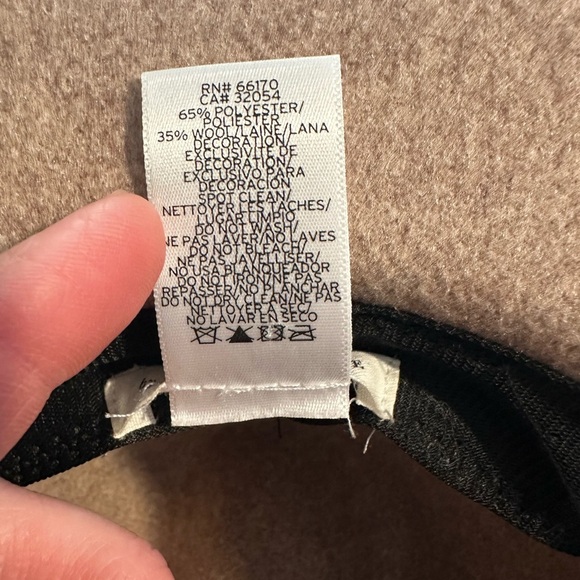 RN# 66170
CA# 32054
65% POLYESTER/
POLIESTER
35% WOOL/LAINE/LANA
DECORATION/
EXCLUSIVITE DE
DECORATION/
EXCLUSIVO PARA
DECORACION
SPOT CLEAN/
NETTOYER LES TACHES/
LIMPIO
DO NOT WASH/
NE PAS LAVER/NO LAVES
DO NOT BLEACH/
NE PAS JAVELLISER/
NO USA BLANQUEADOR
DO NOT IRON/NE PAS
REPASSER/NO PLANCHAR
DO NOT DRY CLEAN/NE PAS
NETTOYER A SEC/
NO LAVAR EN SECO